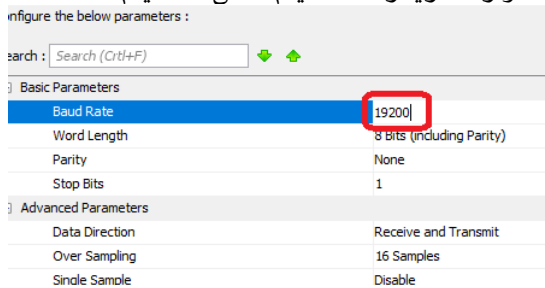 onfigure the below parameters :
earch : Search (Crtl+F)
Basic Parameters
Baud Rate 19200
Word Length 8 Bits (including Parity)
Parity None
Stop Bits 1
Advanced Parameters
Data Direction Receive and Transmit
Over Sampling 16 Samples
Single Sample Disable